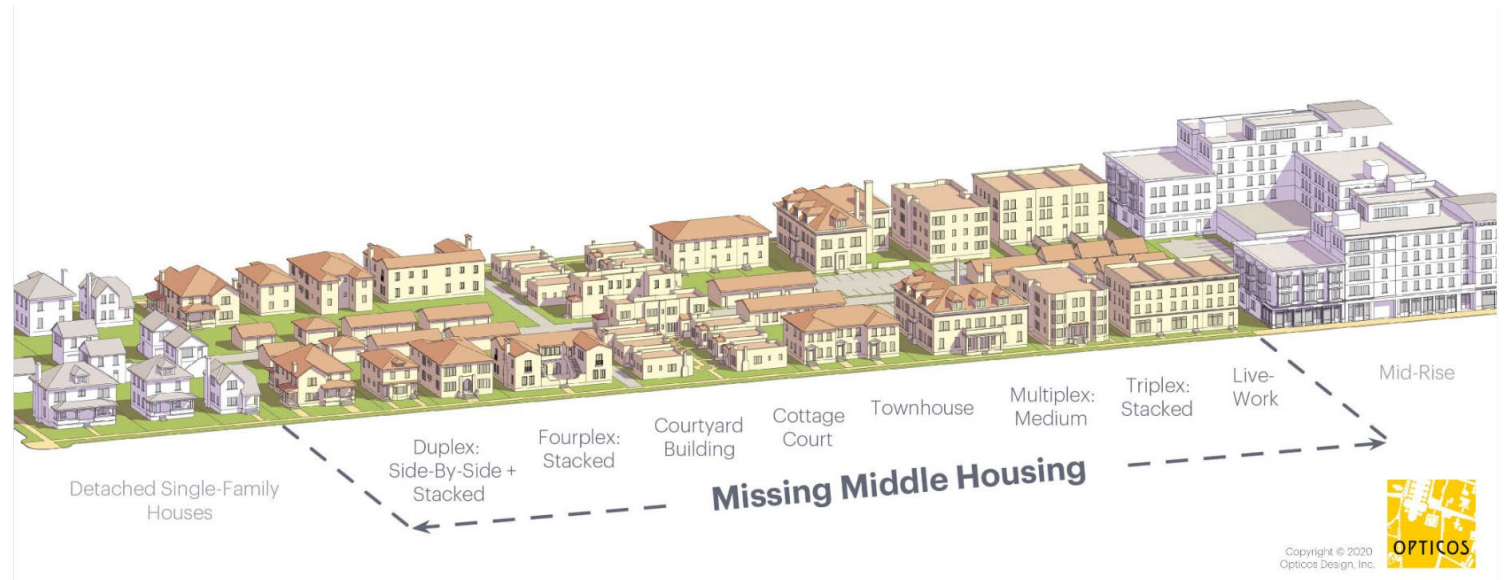 Detached Single-Family
Houses
Duplex:
Side-By-Side +
Stacked
Fourplex:
Stacked
Courtyard
Building
Cottage
Court
Townhouse
Multiplex:
Medium
Triplex:
Stacked
Live-
Work
Mid-Rise
Missing Middle Housing
Copyright © 2020
Opticos Design, Inc.
OPTICOS